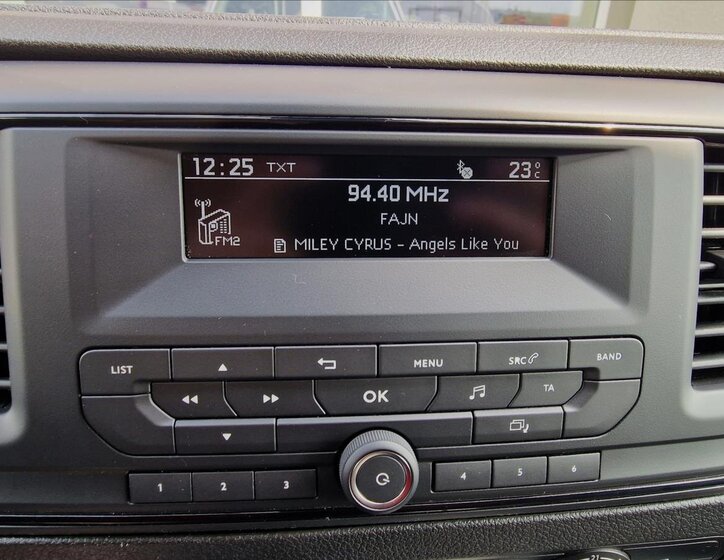 12:25 TXT 23°C
94.40 MHz
FAJN
FM2
MILEY CYRUS - Angels Like You
LIST MENU SRC BAND
OK TA
1 2 3 4 5 6
21